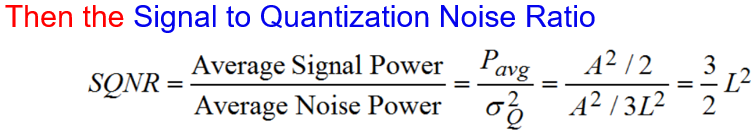 Then the Signal to Quantization Noise Ratio
SQNR = Average Signal Power / Average Noise Power = P_avg / σ_Q^2 = (A^2 / 2) / (A^2 / 3L^2) = 3/2 L^2